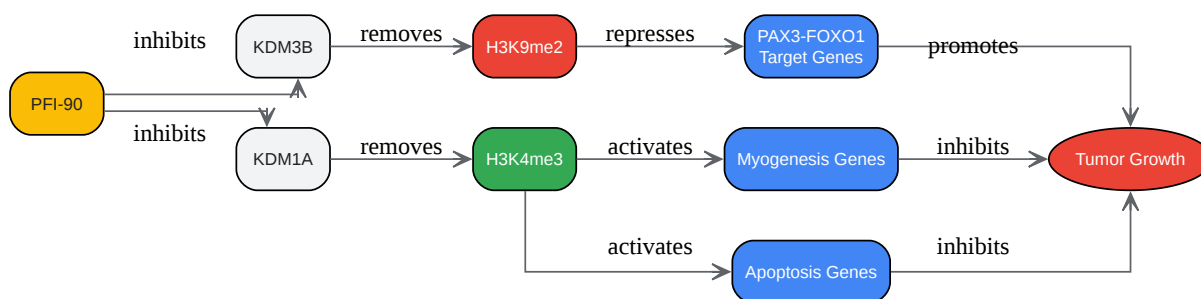 inhibits
KDM3B
removes
H3K9me2
represses
PAX3-FOXO1
Target Genes
promotes
PFI-90
inhibits
KDM1A
removes
H3K4me3
activates
Myogenesis Genes
inhibits
Tumor Growth
activates
Apoptosis Genes
inhibits